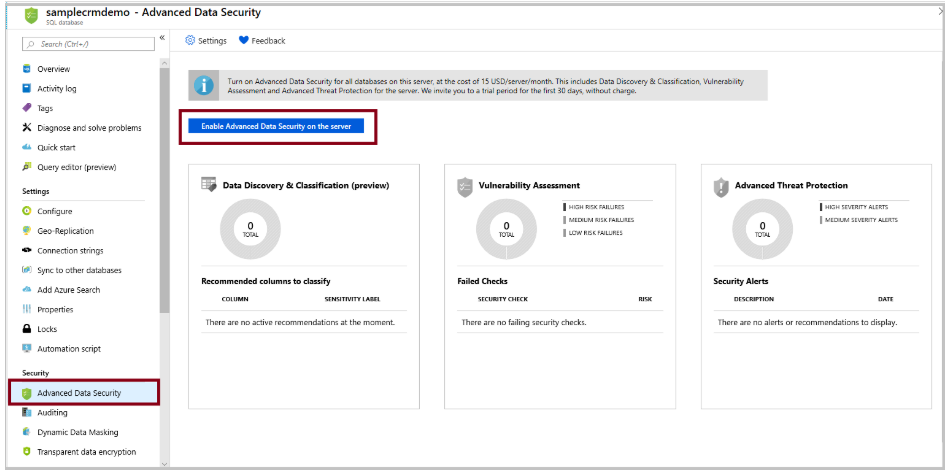 samplecrmdemo - Advanced Data Security
SQL database
Search (Ctrl+/)
«
Overview
Activity log
Tags
Diagnose and solve problems
Quick start
Query editor (preview)
Settings
Configure
Geo-Replication
Connection strings
Sync to other databases
Add Azure Search
Properties
Locks
Automation script
Security
Advanced Data Security
Auditing
Dynamic Data Masking
Transparent data encryption
Settings
Feedback
Turn on Advanced Data Security for all databases on this server, at the cost of 15 USD/server/month. This includes Data Discovery & Classification, Vulnerability
Assessment and Advanced Threat Protection for the server. We invite you to a trial period for the first 30 days, without charge.
Enable Advanced Data Security on the server
Data Discovery & Classification (preview)
0
TOTAL
Recommended columns to classify
COLUMN SENSITIVITY LABEL
There are no active recommendations at the moment.
Vulnerability Assessment
0
TOTAL
HIGH RISK FAILURES
MEDIUM RISK FAILURES
LOW RISK FAILURES
Failed Checks
SECURITY CHECK RISK
There are no failing security checks.
Advanced Threat Protection
0
TOTAL
HIGH SEVERITY ALERTS
MEDIUM SEVERITY ALERTS
Security Alerts
DESCRIPTION DATE
There are no alerts or recommendations to display.